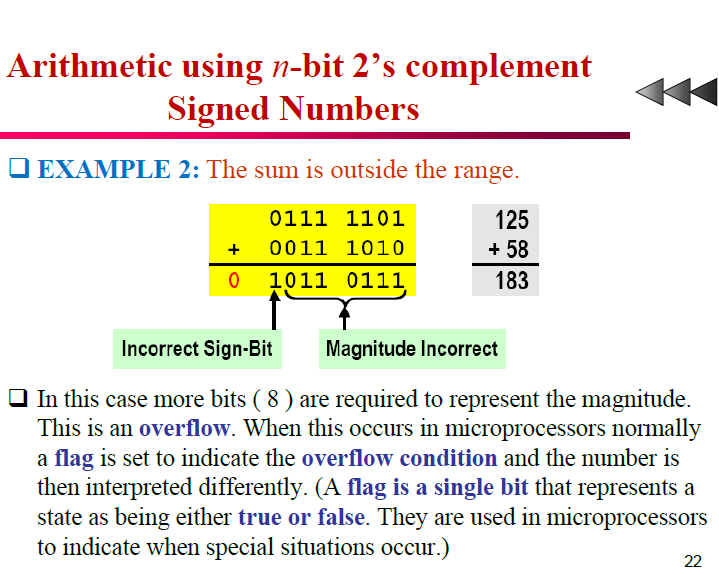 Arithmetic using n-bit 2’s complement
Signed Numbers
❑ EXAMPLE 2: The sum is outside the range.
0111 1101
+ 0011 1010
0 1011 0111
125
+ 58
183
Incorrect Sign-Bit
Magnitude Incorrect
❑ In this case more bits ( 8 ) are required to represent the magnitude.
This is an overflow. When this occurs in microprocessors normally
a flag is set to indicate the overflow condition and the number is
then interpreted differently. (A flag is a single bit that represents a
state as being either true or false. They are used in microprocessors
to indicate when special situations occur.)
22